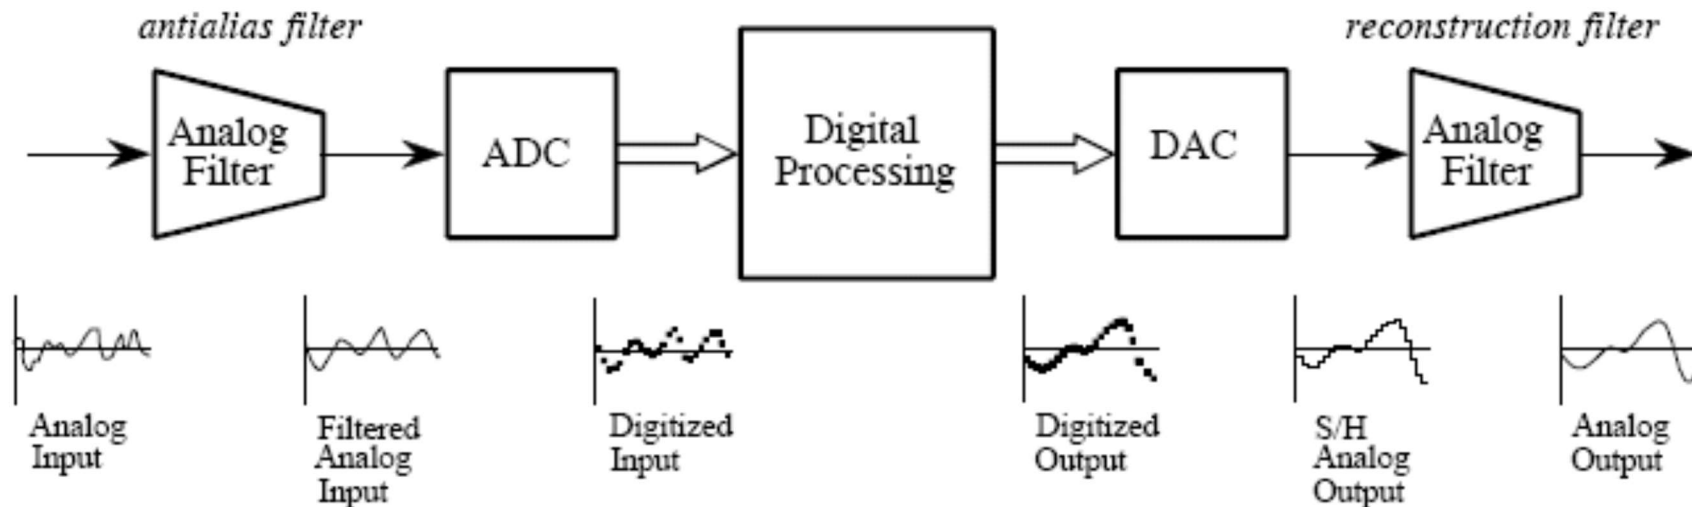 antialias filter
reconstruction filter
Analog
Filter
ADC
Digital
Processing
DAC
Analog
Filter
Analog
Input
Filtered
Analog
Input
Digitized
Input
Digitized
Output
S/H
Analog
Output
Analog
Output